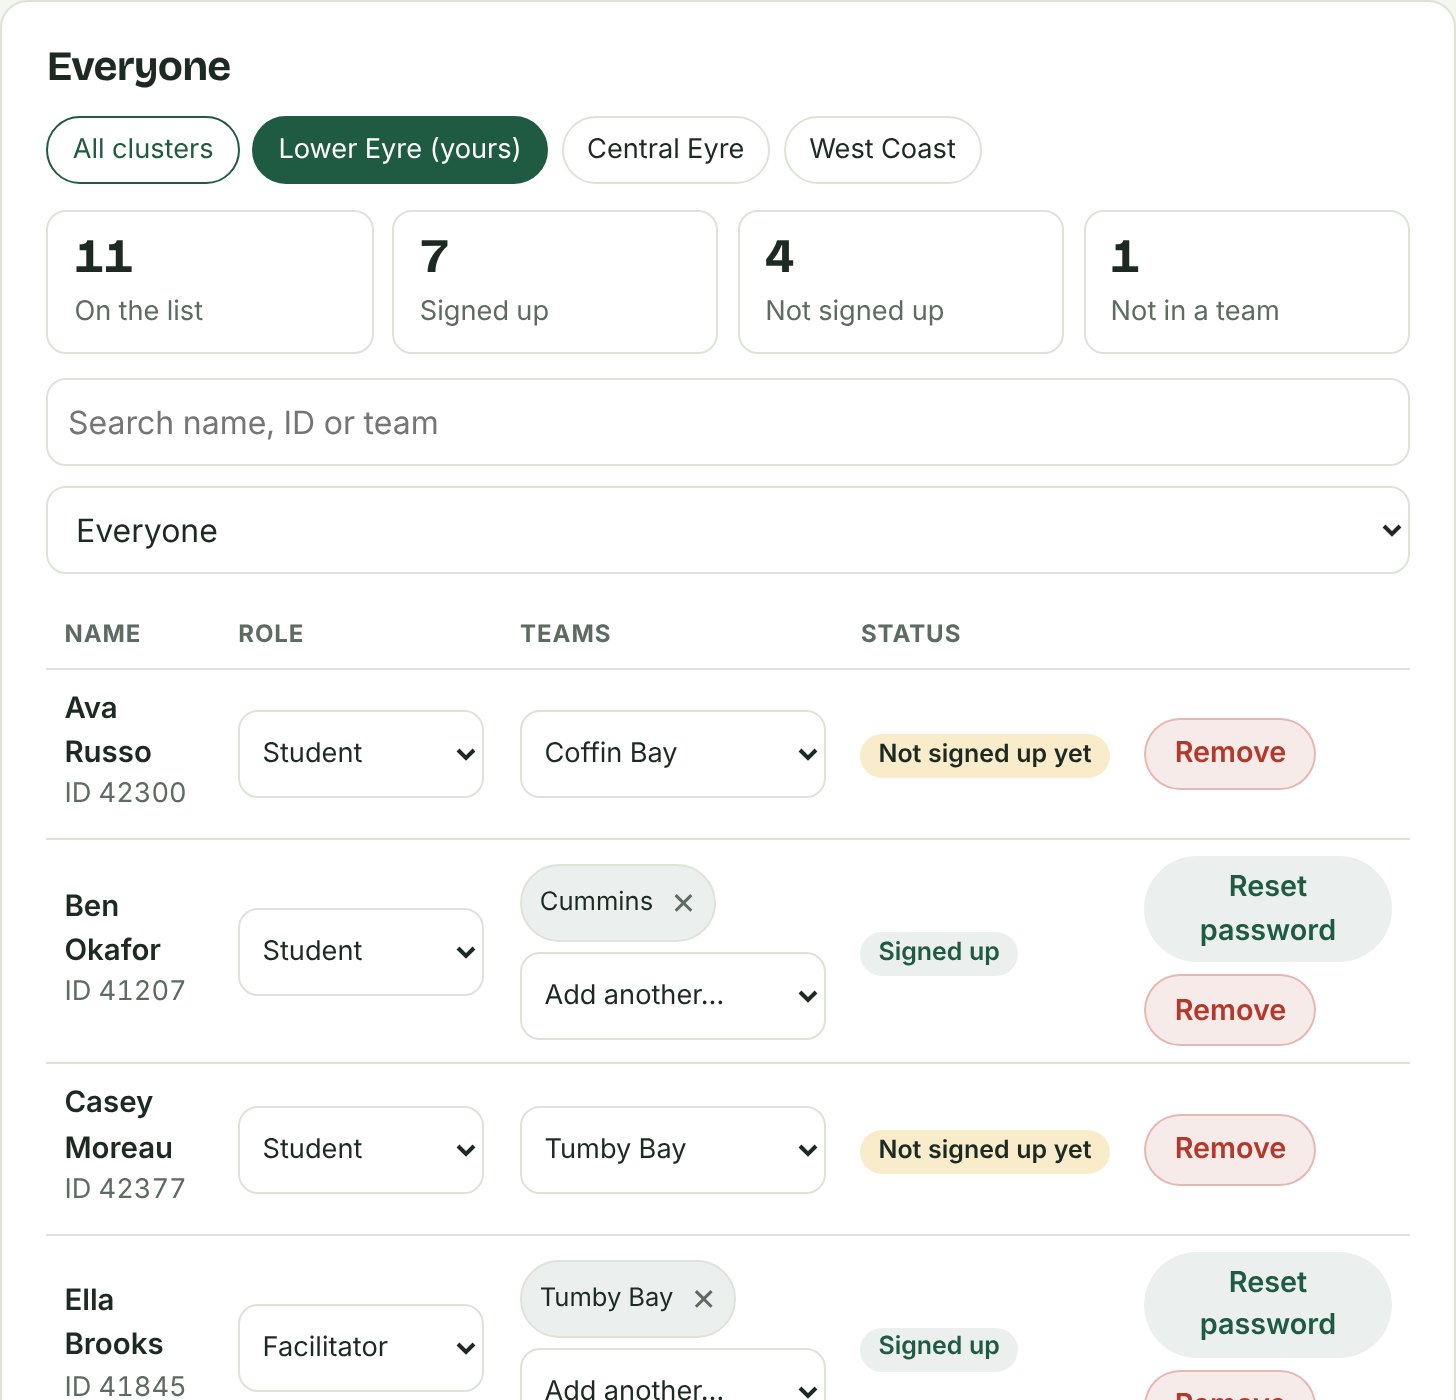 Everyone
All clusters Lower Eyre (yours) Central Eyre West Coast
11 7 4 1
On the list Signed up Not signed up Not in a team
Search name, ID or team
Everyone
NAME ROLE TEAMS STATUS
Ava
Russo
ID 42300
Student Coffin Bay Not signed up yet Remove
Ben
Okafor
ID 41207
Student
Cummins ×
Add another...
Signed up
Reset
password
Remove
Casey
Moreau
ID 42377
Student Tumby Bay Not signed up yet Remove
Ella
Brooks
ID 41845
Facilitator
Tumby Bay ×
Add another...
Signed up
Reset
password
Remove